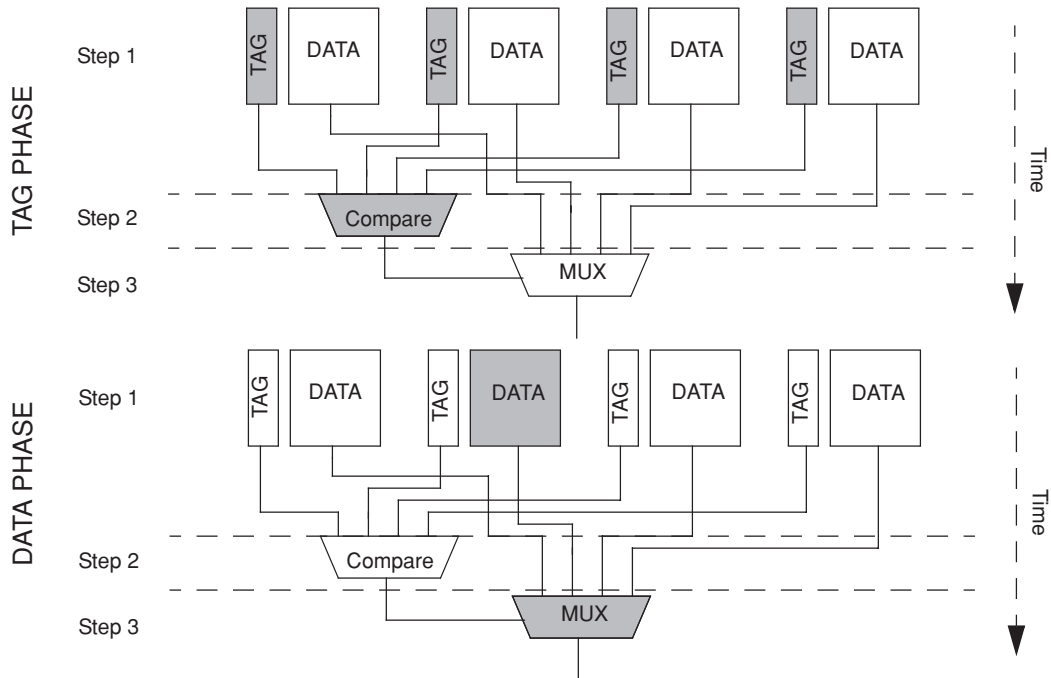 TAG PHASE
Step 1
TAG
DATA
TAG
DATA
TAG
DATA
TAG
DATA
Time
Step 2
Compare
Step 3
MUX
DATA PHASE
Step 1
TAG
DATA
TAG
DATA
TAG
DATA
TAG
DATA
Time
Step 2
Compare
Step 3
MUX